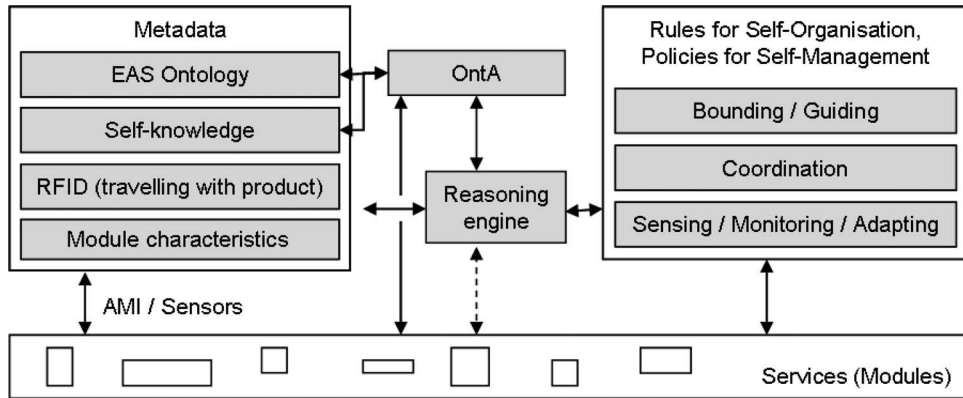 Metadata
EAS Ontology
Self-knowledge
RFID (travelling with product)
Module characteristics
OntA
Reasoning
engine
Rules for Self-Organisation,
Policies for Self-Management
Bounding / Guiding
Coordination
Sensing / Monitoring / Adapting
AMI / Sensors
Services (Modules)